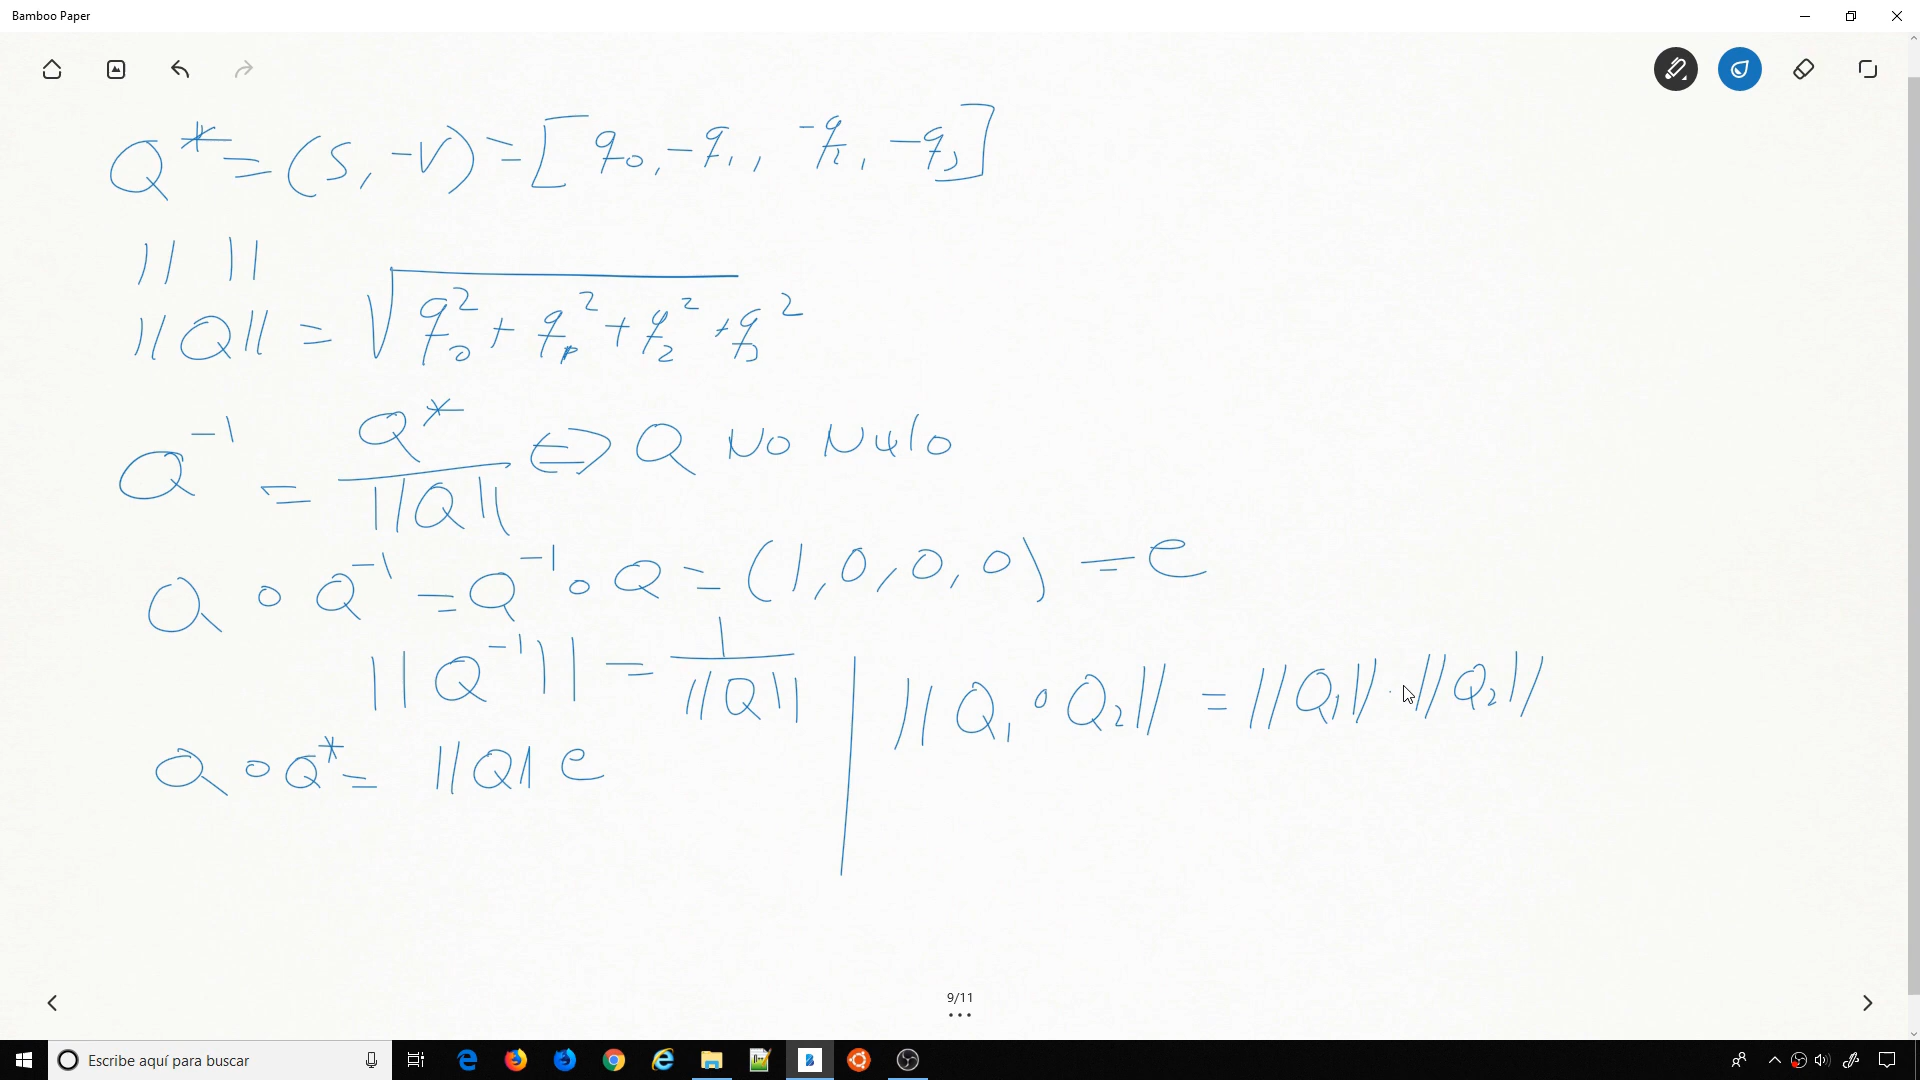 Bamboo Paper
Q* = (S, -V) = [q₀, -q₁, -q₂, -q₃]
|| ||
||Q|| = √q₀² + q₁² + q₂² + q₃²
Q⁻¹ = Q* / ||Q|| ⇔ Q No Nulo
Q ∘ Q⁻¹ = Q⁻¹ ∘ Q = (1, 0, 0, 0) = e
||Q⁻¹|| = 1 / ||Q|| | ||Q₁ ∘ Q₂|| = ||Q₁|| · ||Q₂||
Q ∘ Q* = ||Q|| e
9/11
Escribe aquí para buscar